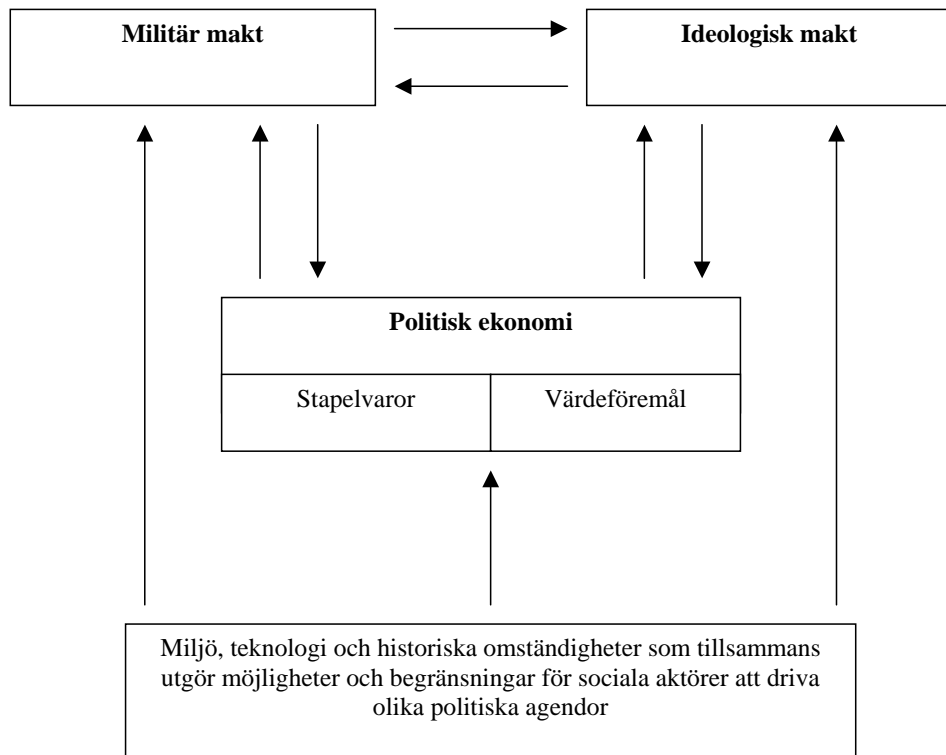 Militär makt
Ideologisk makt
Politisk ekonomi
Stapelvaror
Värdeföremål
Miljö, teknologi och historiska omständigheter som tillsammans
utgör möjligheter och begränsningar för sociala aktörer att driva
olika politiska agendor